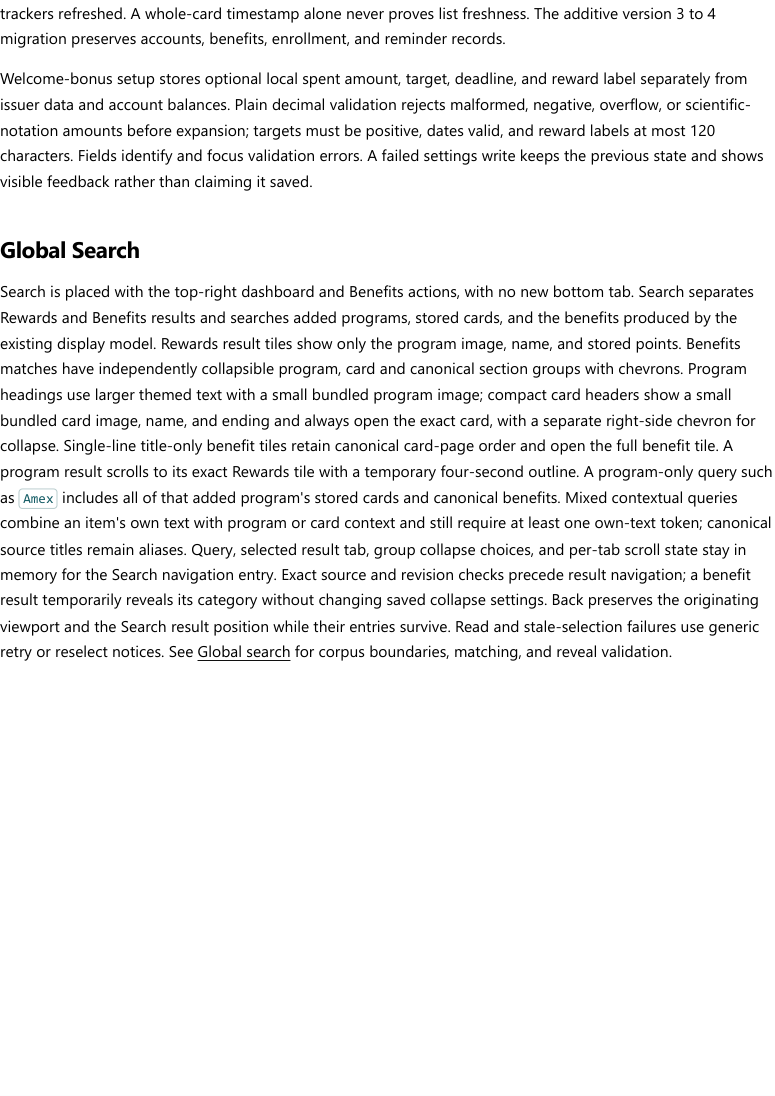 trackers refreshed. A whole-card timestamp alone never proves list freshness. The additive version 3 to 4
migration preserves accounts, benefits, enrollment, and reminder records.
Welcome-bonus setup stores optional local spent amount, target, deadline, and reward label separately from
issuer data and account balances. Plain decimal validation rejects malformed, negative, overflow, or scientific-
notation amounts before expansion; targets must be positive, dates valid, and reward labels at most 120
characters. Fields identify and focus validation errors. A failed settings write keeps the previous state and shows
visible feedback rather than claiming it saved.
Global Search
Search is placed with the top-right dashboard and Benefits actions, with no new bottom tab. Search separates
Rewards and Benefits results and searches added programs, stored cards, and the benefits produced by the
existing display model. Rewards result tiles show only the program image, name, and stored points. Benefits
matches have independently collapsible program, card and canonical section groups with chevrons. Program
headings use larger themed text with a small bundled program image; compact card headers show a small
bundled card image, name, and ending and always open the exact card, with a separate right-side chevron for
collapse. Single-line title-only benefit tiles retain canonical card-page order and open the full benefit tile. A
program result scrolls to its exact Rewards tile with a temporary four-second outline. A program-only query such
as Amex includes all of that added program's stored cards and canonical benefits. Mixed contextual queries
combine an item's own text with program or card context and still require at least one own-text token; canonical
source titles remain aliases. Query, selected result tab, group collapse choices, and per-tab scroll state stay in
memory for the Search navigation entry. Exact source and revision checks precede result navigation; a benefit
result temporarily reveals its category without changing saved collapse settings. Back preserves the originating
viewport and the Search result position while their entries survive. Read and stale-selection failures use generic
retry or reselect notices. See Global search for corpus boundaries, matching, and reveal validation.